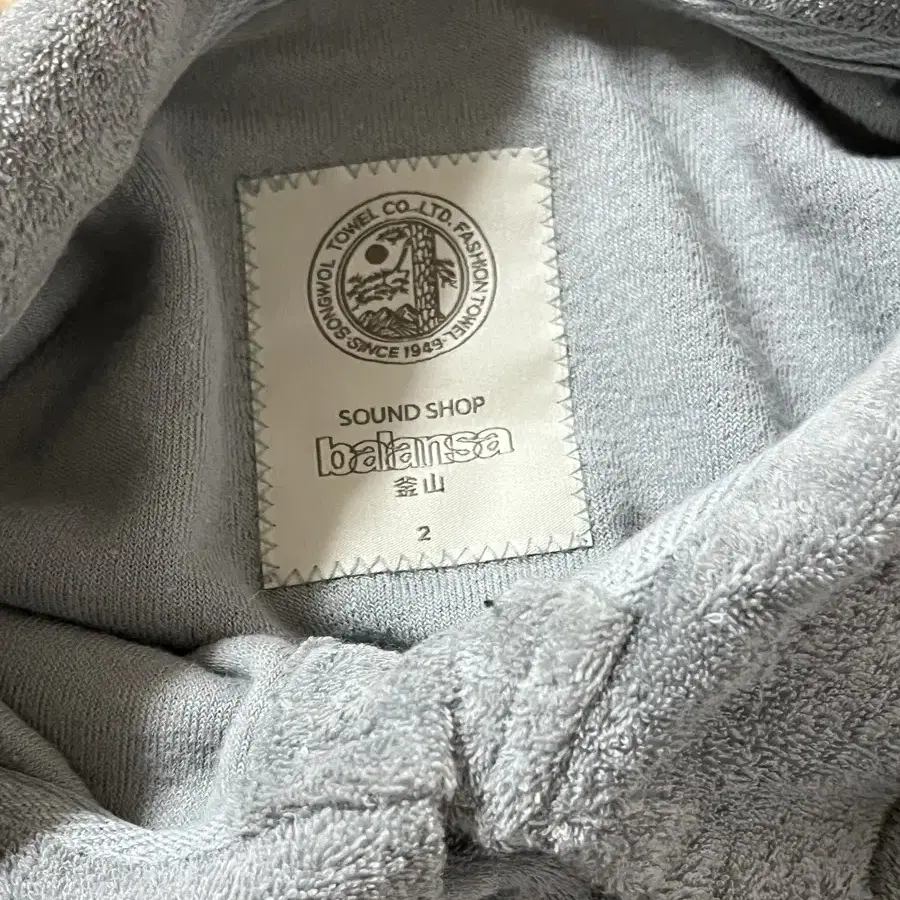 SONGWOL TOWEL CO.,LTD. FASHION TOWEL
·SINCE 1949·
SOUND SHOP
balansa
釜山
2